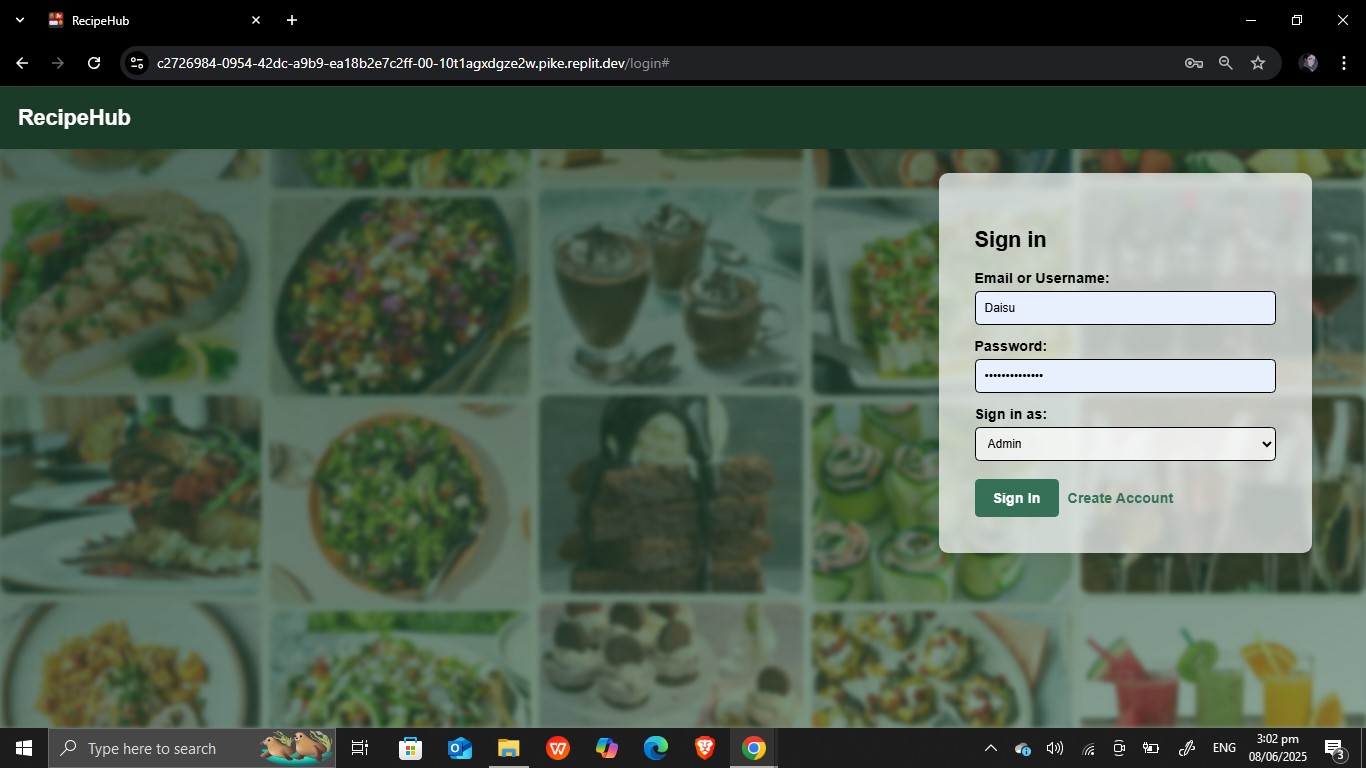 RecipeHub
c2726984-0954-42dc-a9b9-ea18b2e7c2ff-00-10t1agxdgze2w.pike.replit.dev/login#
RecipeHub
Sign in
Email or Username:
Daisu
Password:
••••••••••••••
Sign in as:
Admin
Sign In Create Account
Type here to search
ENG
3:02 pm
08/06/2025
3